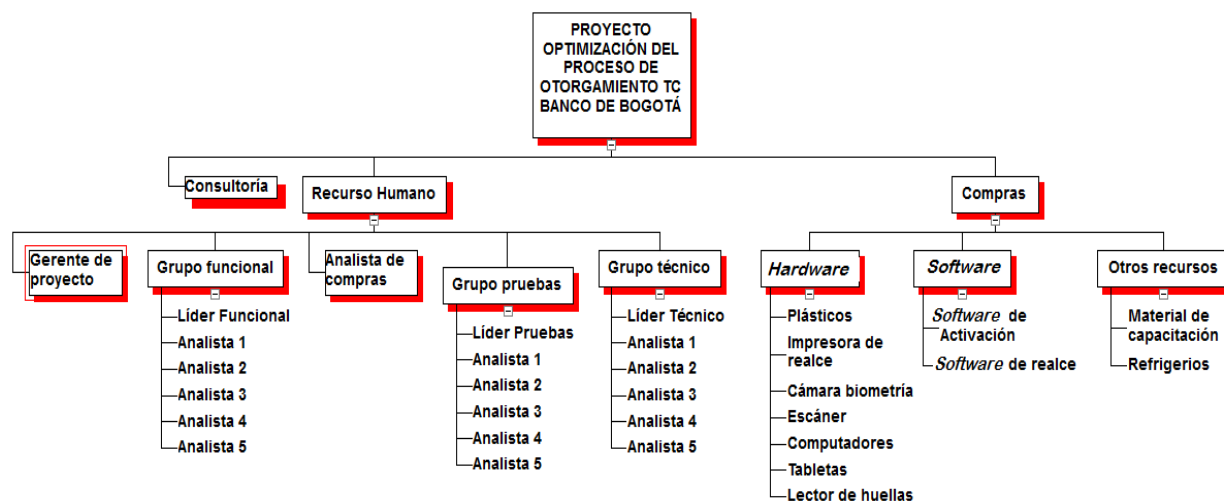 PROYECTO
OPTIMIZACIÓN DEL
PROCESO DE
OTORGAMIENTO TC
BANCO DE BOGOTÁ
Consultoría
Recurso Humano
Compras
Gerente de
proyecto
Grupo funcional
Líder Funcional
Analista 1
Analista 2
Analista 3
Analista 4
Analista 5
Analista de
compras
Grupo pruebas
Líder Pruebas
Analista 1
Analista 2
Analista 3
Analista 4
Analista 5
Grupo técnico
Líder Técnico
Analista 1
Analista 2
Analista 3
Analista 4
Analista 5
Hardware
Plásticos
Impresora de
realce
Cámara biometría
Escáner
Computadores
Tabletas
Lector de huellas
Software
Software de
Activación
Software de realce
Otros recursos
Material de
capacitación
Refrigerios